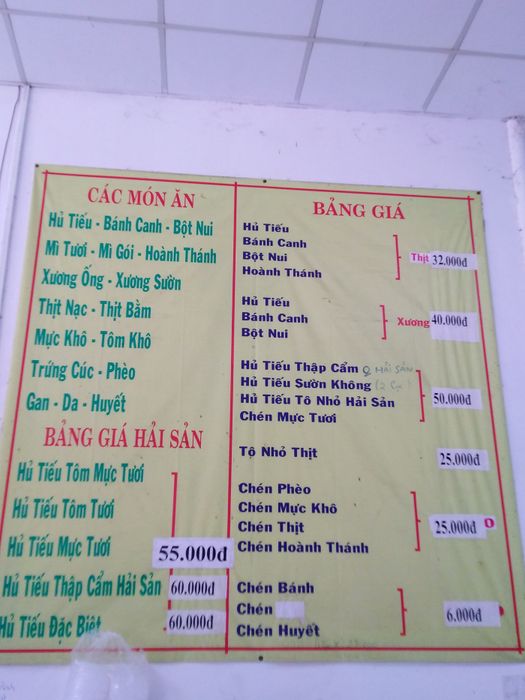 CÁC MÓN ĂN
Hủ Tiếu - Bánh Canh - Bột Nui
Mì Tươi - Mì Gói - Hoành Thánh
Xương Ống - Xương Sườn
Thịt Nạc - Thịt Bằm
Mực Khô - Tôm Khô
Trứng Cúc - Phèo
Gan - Da - Huyết
BẢNG GIÁ HẢI SẢN
Hủ Tiếu Tôm Mực Tươi
Hủ Tiếu Tôm Tươi
Hủ Tiếu Mực Tươi 55.000đ
Hủ Tiếu Thập Cẩm Hải Sản 60.000đ
Hủ Tiếu Đặc Biệt 60.000đ
BẢNG GIÁ
Hủ Tiếu
Bánh Canh
Bột Nui
Hoành Thánh
Thịt 32.000đ
Hủ Tiếu
Bánh Canh
Bột Nui
Xương 40.000đ
Hủ Tiếu Thập Cẩm HẢI SẢN
Hủ Tiếu Sườn Không
Hủ Tiếu Tô Nhỏ Hải Sản
Chén Mực Tươi
50.000đ
Tô Nhỏ Thịt 25.000đ
Chén Phèo
Chén Mực Khô
Chén Thịt
Chén Hoành Thánh
25.000đ
Chén Bánh
Chén
Chén Huyết
6.000đ